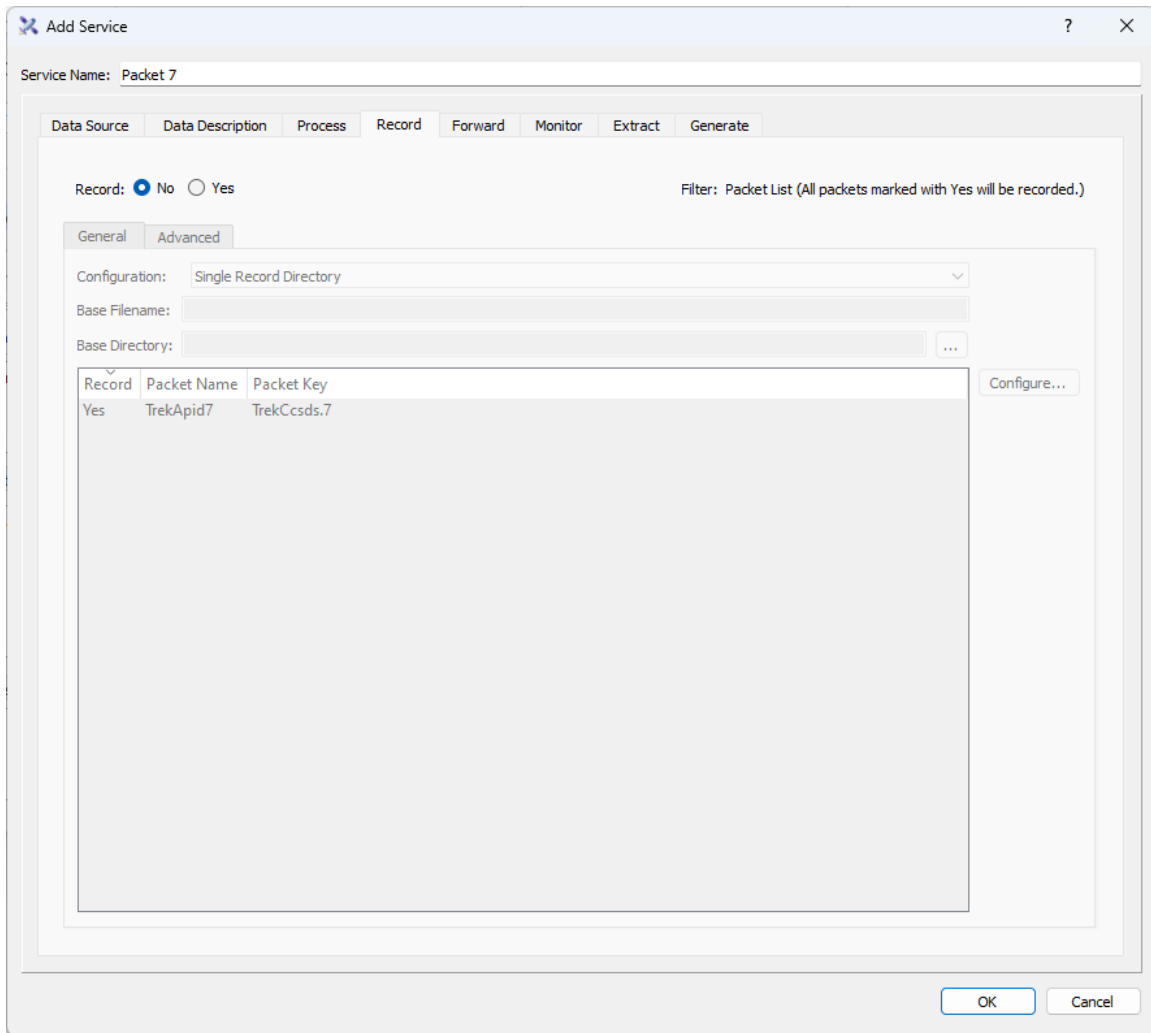 Add Service
?
Service Name: Packet 7
Data Source Data Description Process Record Forward Monitor Extract Generate
Record: No Yes Filter: Packet List (All packets marked with Yes will be recorded.)
General Advanced
Configuration: Single Record Directory
Base Filename:
Base Directory: ...
Record Packet Name Packet Key Configure...
Yes TrekApid7 TrekCcsds.7
OK Cancel